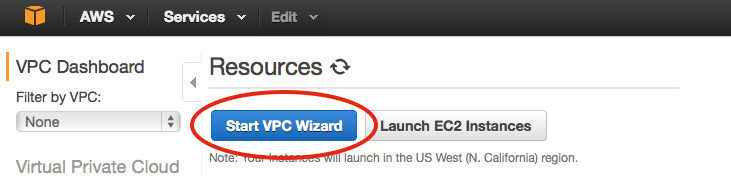 AWS Services Edit
VPC Dashboard
Filter by VPC:
None
Virtual Private Cloud
Resources
Start VPC Wizard
Launch EC2 Instances
Note: Your Instances will launch in the US West (N. California) region.